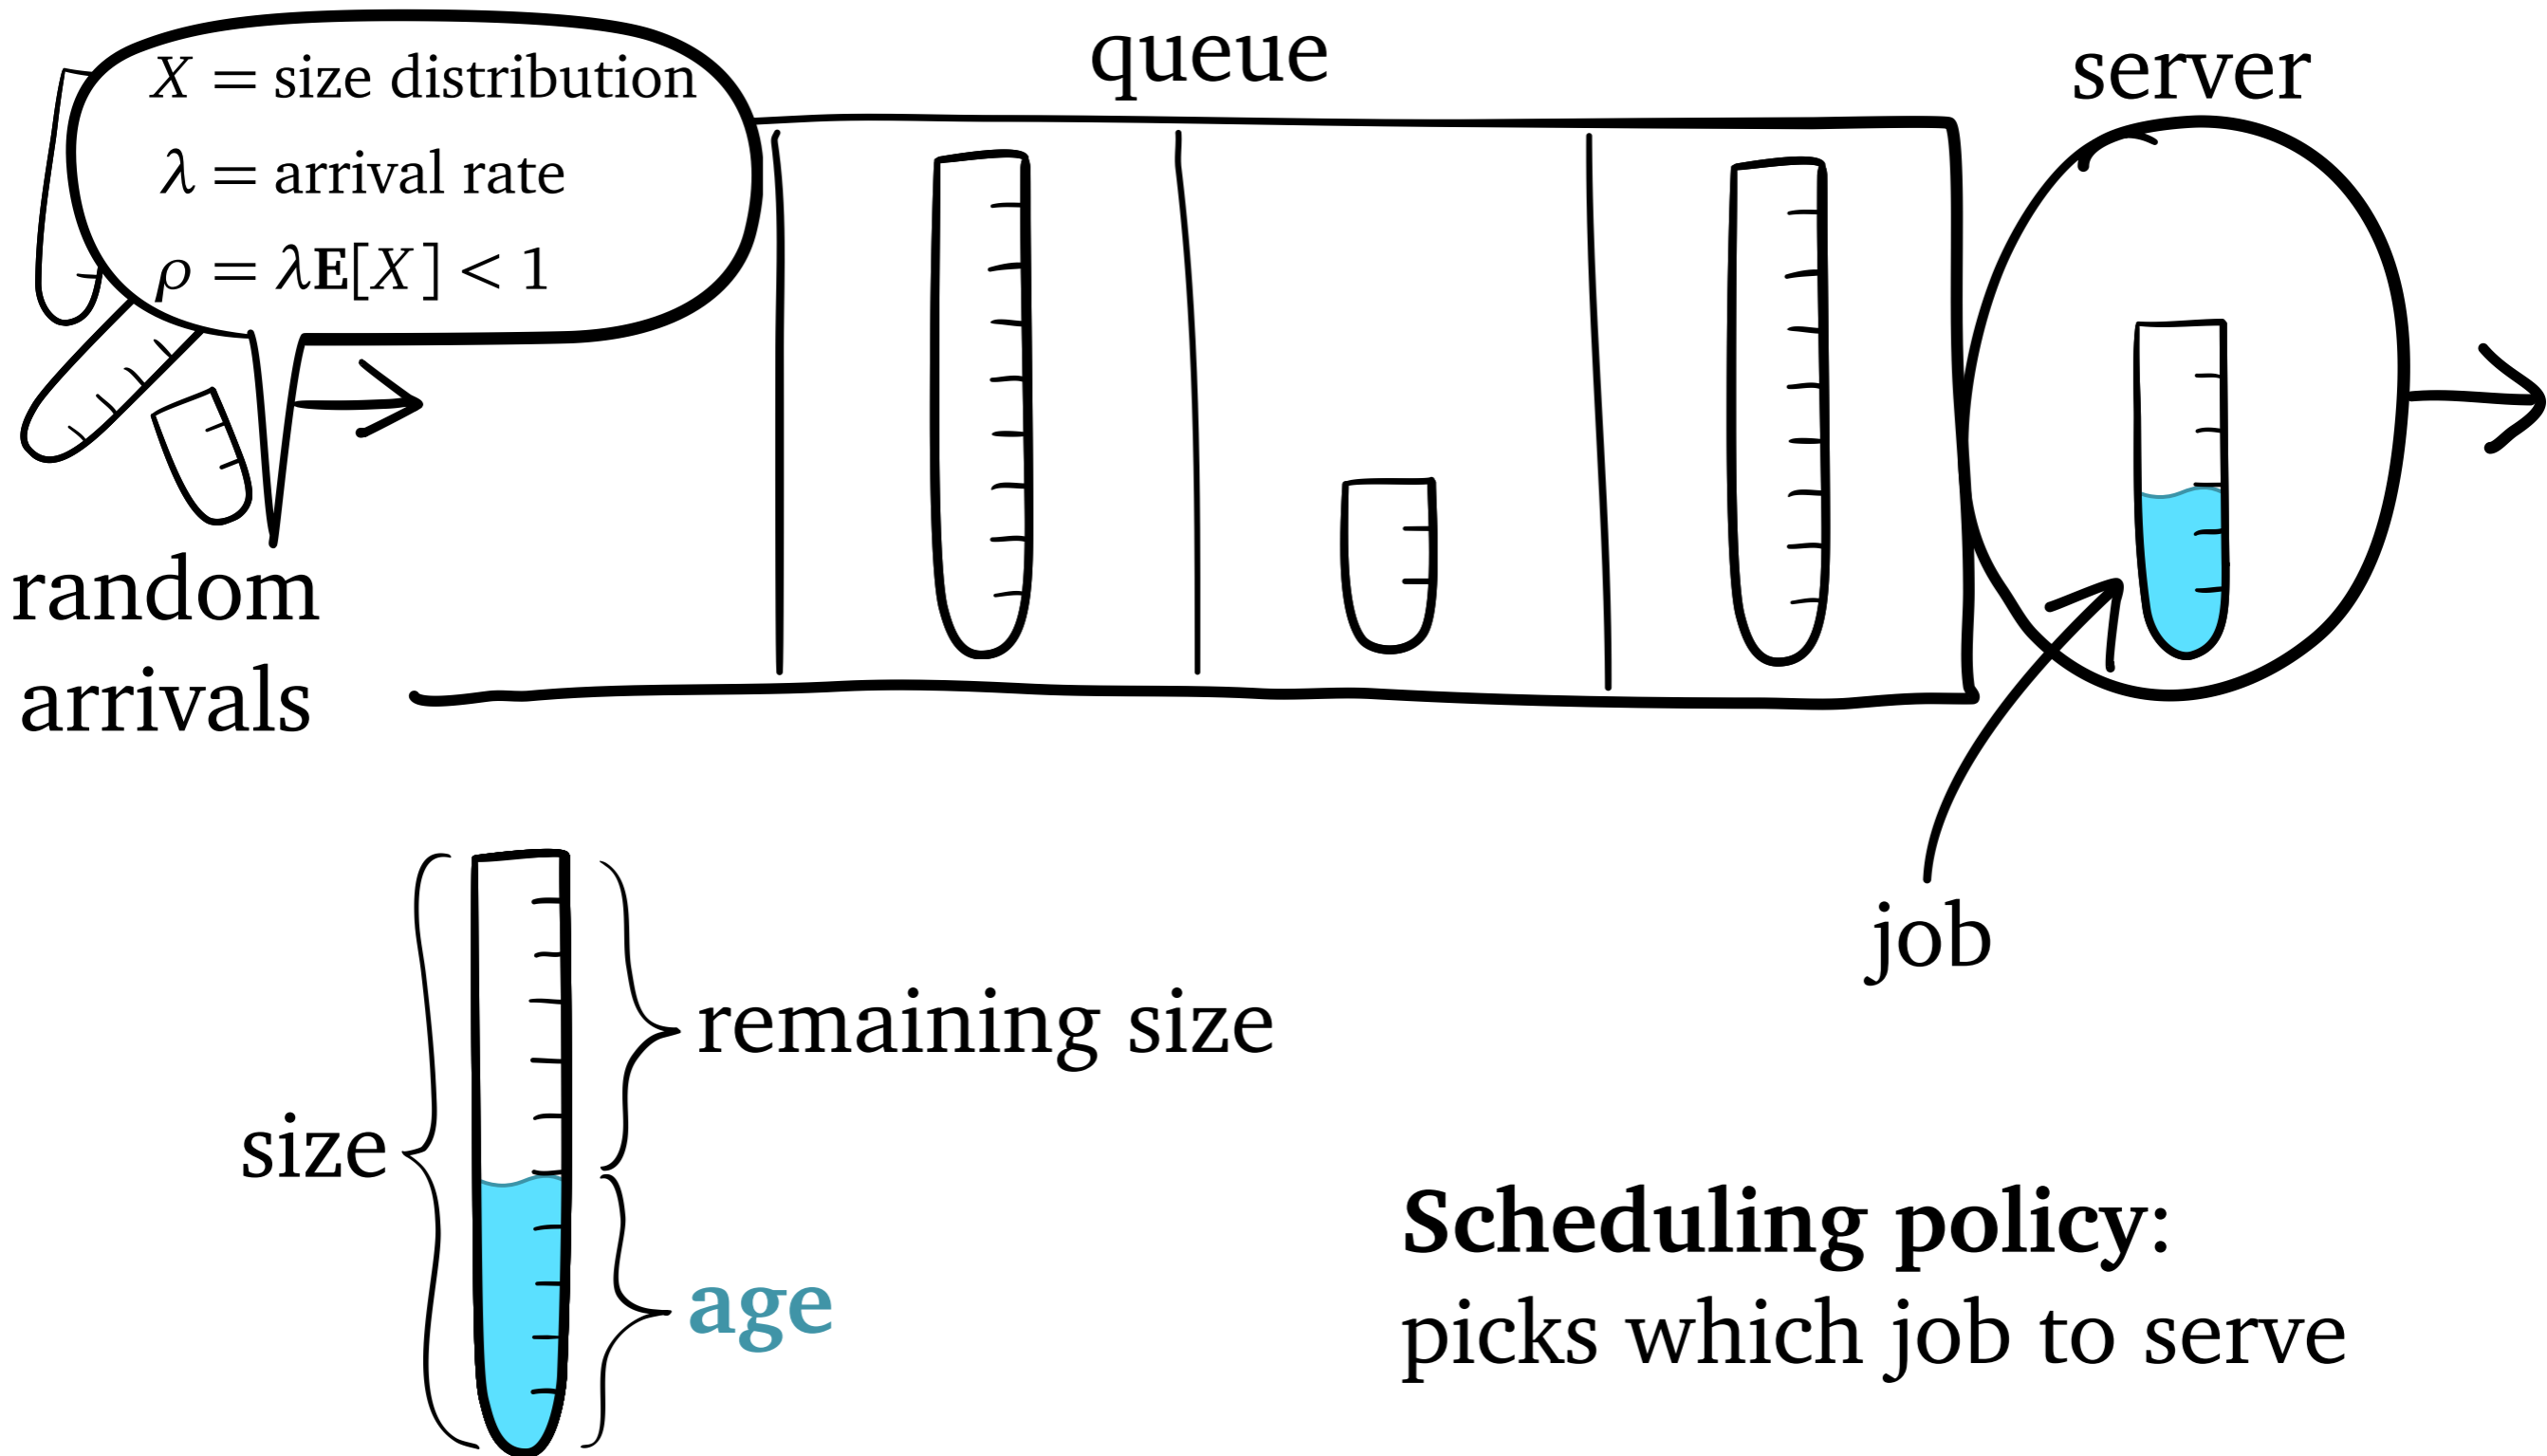 X = size distribution
λ = arrival rate
ρ = λE[X] < 1
queue
server
random
arrivals
job
remaining size
size
age
Scheduling policy:
picks which job to serve